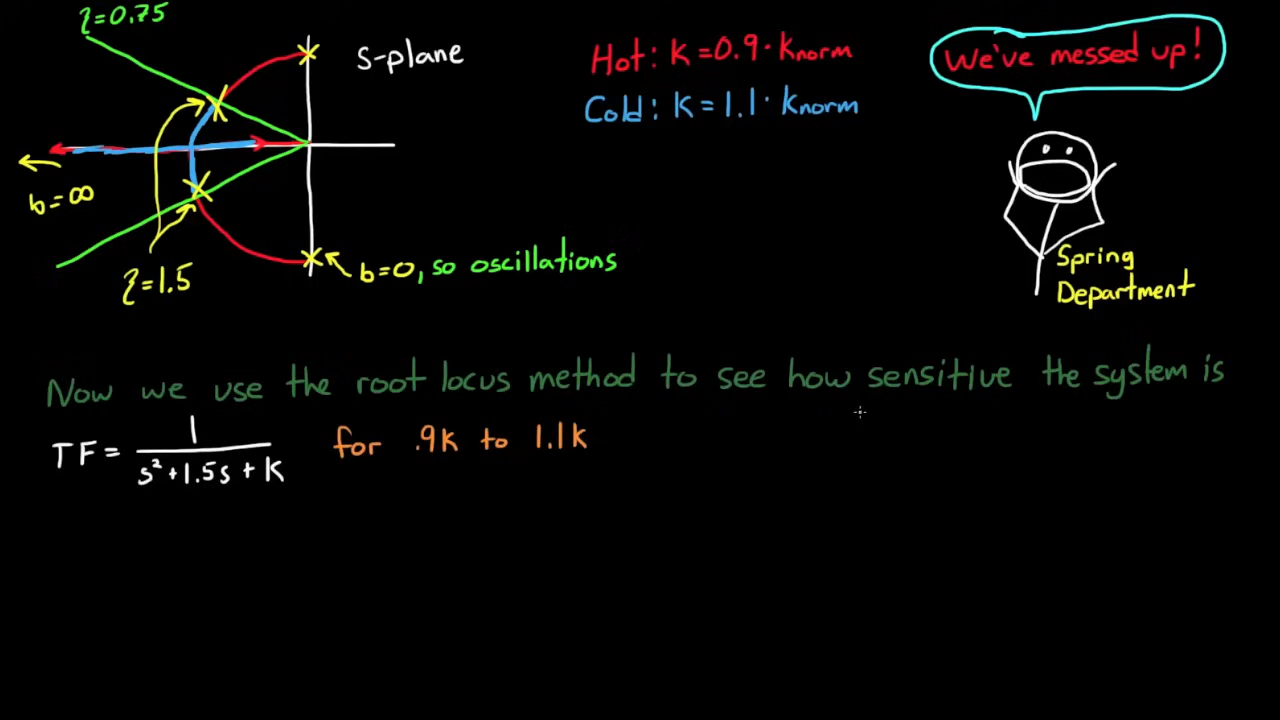 ζ=0.75
s-plane
Hot: K=0.9·Knorm
Cold: K=1.1·Knorm
We've messed up!
b=∞
ζ=1.5
b=0, so oscillations
Spring
Department
Now we use the root locus method to see how sensitive the system is
TF= 1/(s²+1.5s+K) for .9K to 1.1K